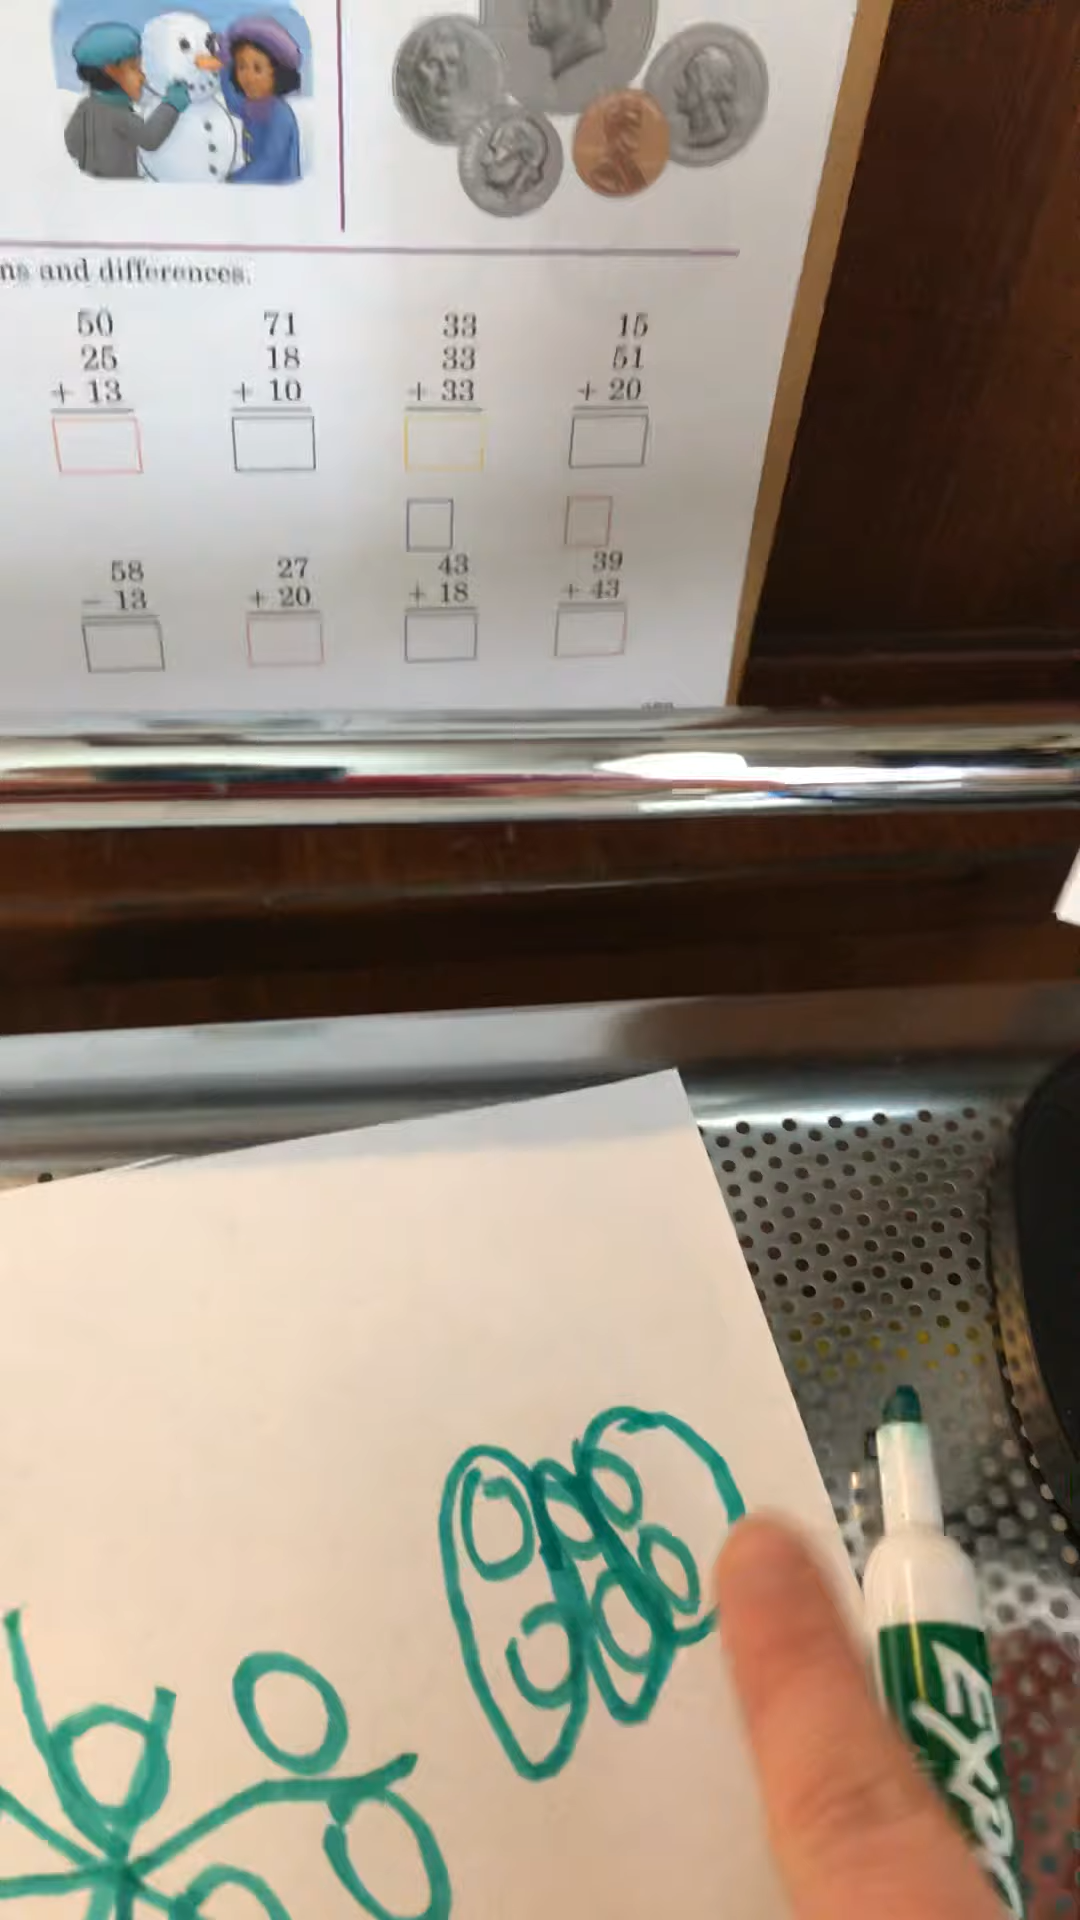 ns and differences.
50 71 33 15
25 18 33 51
+ 13 + 10 + 33 + 20
58 27 43 39
- 13 + 20 + 18 + 43
EXPO